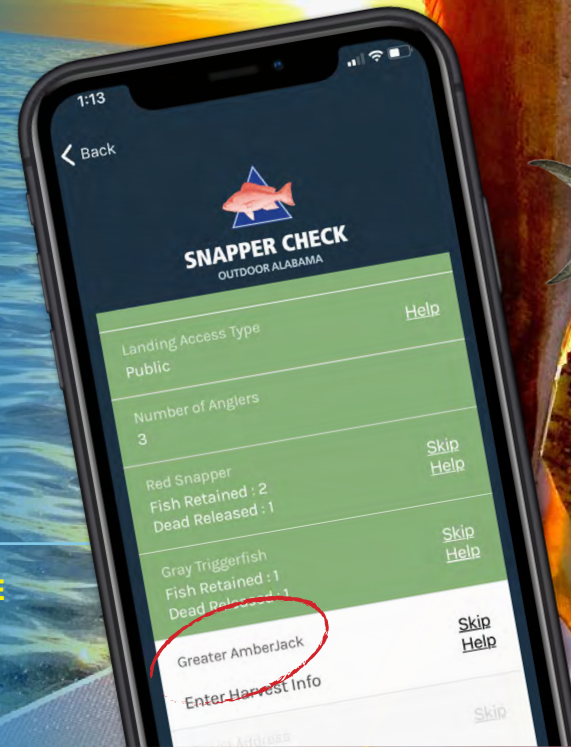 1:13
Back
SNAPPER CHECK
OUTDOOR ALABAMA
Landing Access Type
Help
Public
Number of Anglers
3
Red Snapper
Skip
Fish Retained : 2
Help
Dead Released : 1
Gray Triggerfish
Skip
Fish Retained : 1
Help
Dead Released : 1
Greater AmberJack
Skip
Help
Enter Harvest Info
Skip
Address
E